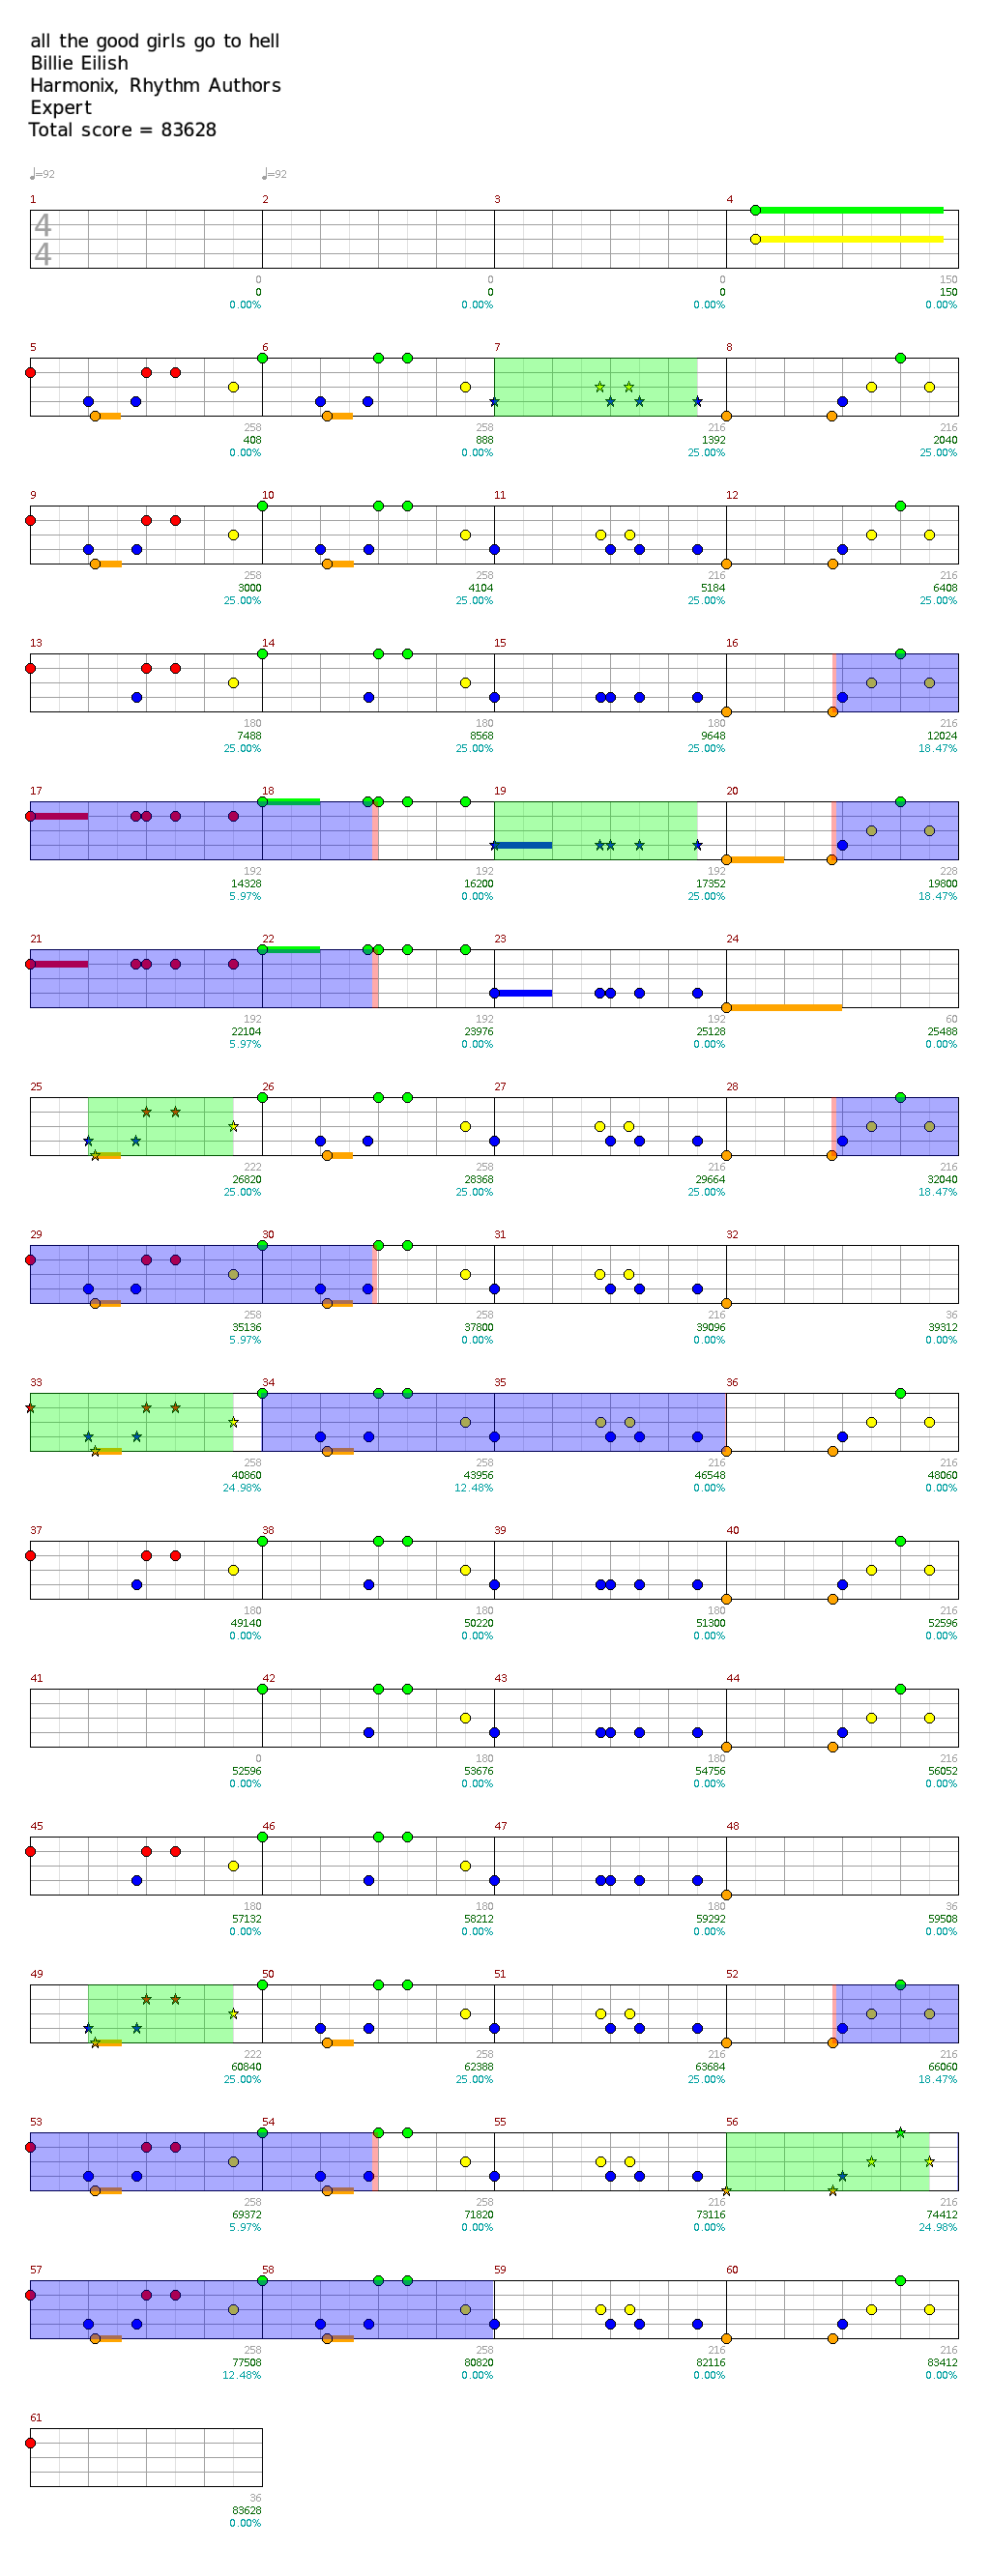 all the good girls go to hell
Billie Eilish
Harmonix, Rhythm Authors
Expert
Total score = 83628
♩=92 ♩=92
1 2 3 4
4
4
0 0 0 150
0 0 0 150
0.00% 0.00% 0.00% 0.00%
5 6 7 8
258 258 216 216
408 888 1392 2040
0.00% 0.00% 25.00% 25.00%
9 10 11 12
258 258 216 216
3000 4104 5184 6408
25.00% 25.00% 25.00% 25.00%
13 14 15 16
180 180 180 216
7488 8568 9648 12024
25.00% 25.00% 25.00% 18.47%
17 18 19 20
192 192 192 228
14328 16200 17352 19800
5.97% 0.00% 25.00% 18.47%
21 22 23 24
192 192 192 60
22104 23976 25128 25488
5.97% 0.00% 0.00% 0.00%
25 26 27 28
222 258 216 216
26820 28368 29664 32040
25.00% 25.00% 25.00% 18.47%
29 30 31 32
258 258 216 36
35136 37800 39096 39312
5.97% 0.00% 0.00% 0.00%
33 34 35 36
258 258 216 216
40860 43956 46548 48060
24.98% 12.48% 0.00% 0.00%
37 38 39 40
180 180 180 216
49140 50220 51300 52596
0.00% 0.00% 0.00% 0.00%
41 42 43 44
0 180 180 216
52596 53676 54756 56052
0.00% 0.00% 0.00% 0.00%
45 46 47 48
180 180 180 36
57132 58212 59292 59508
0.00% 0.00% 0.00% 0.00%
49 50 51 52
222 258 216 216
60840 62388 63684 66060
25.00% 25.00% 25.00% 18.47%
53 54 55 56
258 258 216 216
69372 71820 73116 74412
5.97% 0.00% 0.00% 24.98%
57 58 59 60
258 258 216 216
77508 80820 82116 83412
12.48% 0.00% 0.00% 0.00%
61
36
83628
0.00%